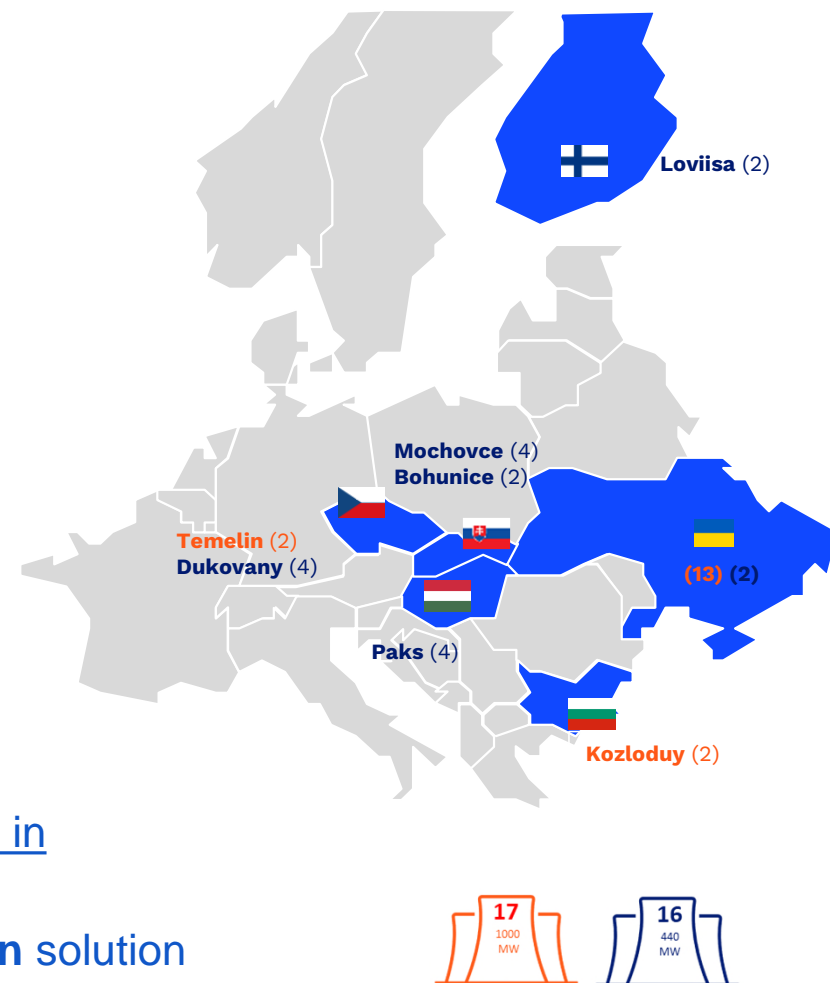 Loviisa (2)
Mochovce (4)
Bohunice (2)
Temelin (2)
Dukovany (4)
(13) (2)
Paks (4)
Kozloduy (2)
in
n solution
17
1000
MW
16
440
MW